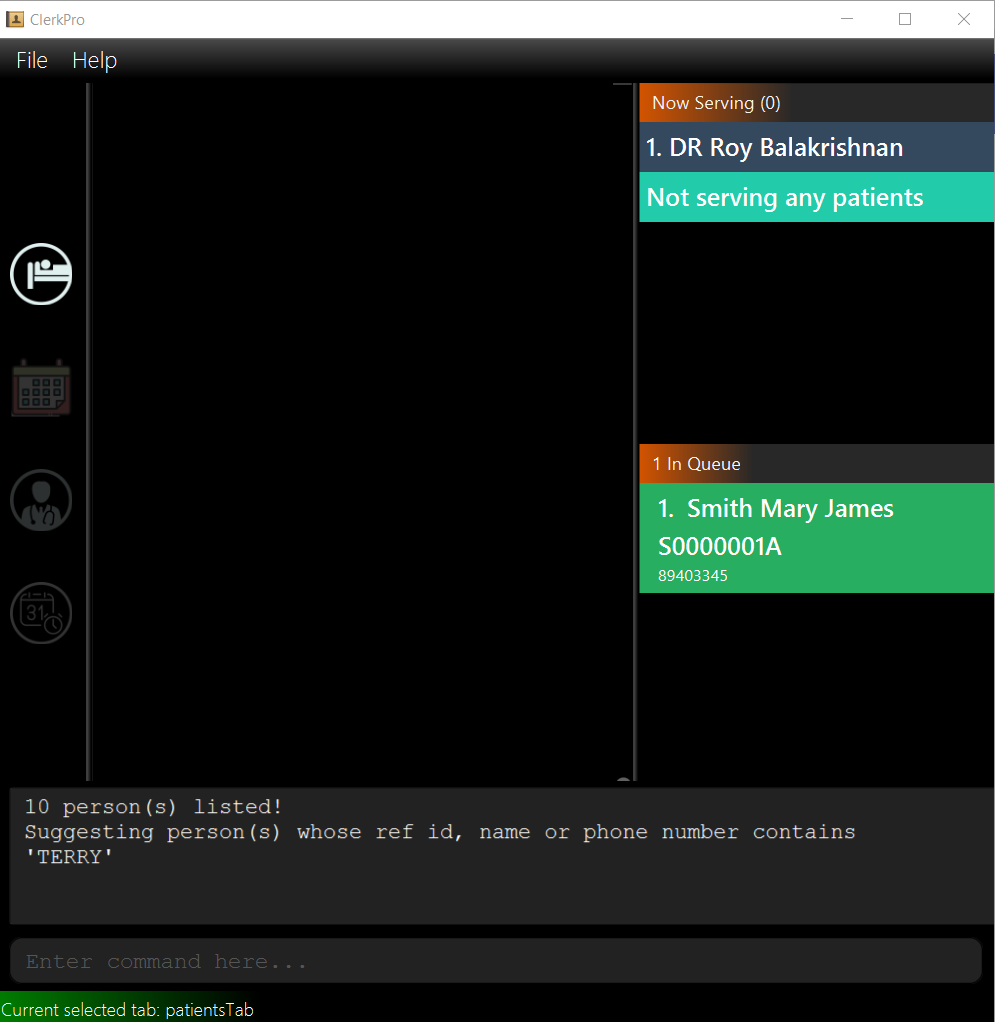 ClerkPro
File Help
Now Serving (0)
1. DR Roy Balakrishnan
Not serving any patients
31
1 In Queue
1. Smith Mary James
S0000001A
89403345
10 person(s) listed!
Suggesting person(s) whose ref id, name or phone number contains
'TERRY'
Enter command here...
Current selected tab: patientsTab